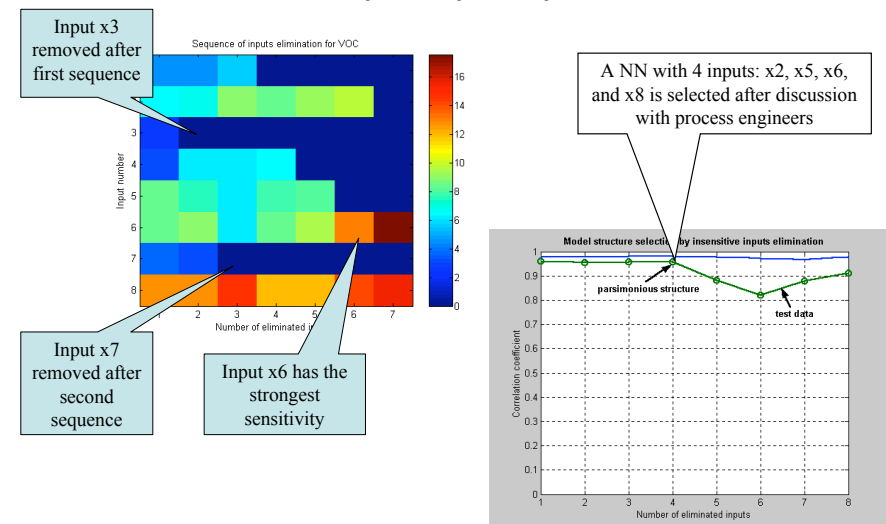 Input x3
removed after
first sequence
Sequence of inputs elimination for VOC
Input number
3
4
5
6
7
8
1
2
3
4
5
6
7
Number of eliminated in
16
14
12
10
8
6
4
2
0
Input x7
removed after
second
sequence
Input x6 has the
strongest
sensitivity
A NN with 4 inputs: x2, x5, x6,
and x8 is selected after discussion
with process engineers
Model structure selection by insensitive inputs elimination
parsimonious structure
test data
Correlation coefficient
1
0.9
0.8
0.7
0.6
0.5
0.4
0.3
0.2
0.1
0
1
2
3
4
5
6
7
8
Number of eliminated inputs